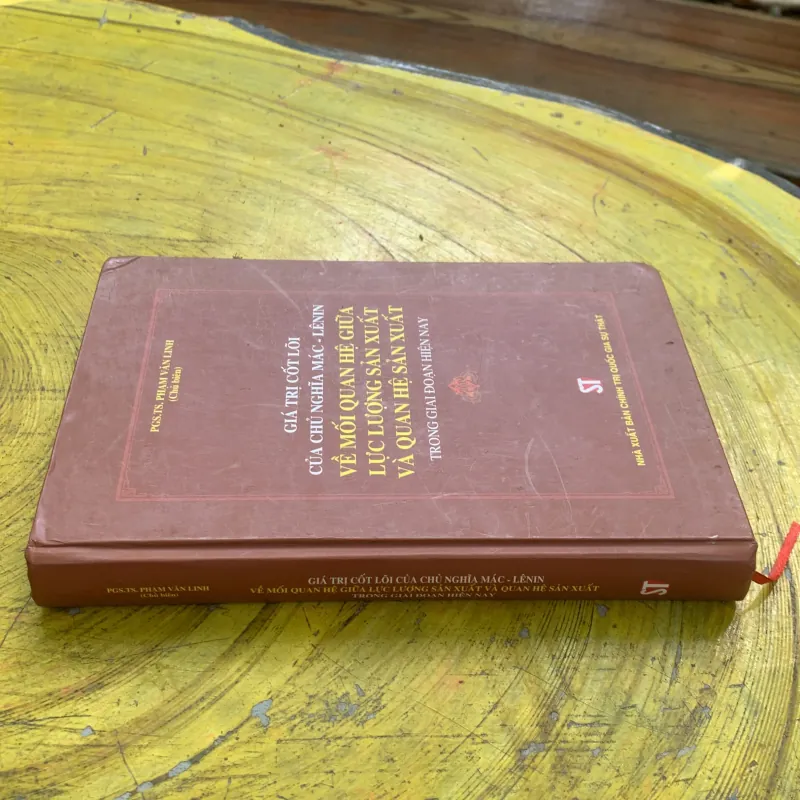 PGS.TS. PHẠM VĂN LINH
(Chủ biên)
GIÁ TRỊ CỐT LÕI
CỦA CHỦ NGHĨA MÁC - LÊNIN
VỀ MỐI QUAN HỆ GIỮA
LỰC LƯỢNG SẢN XUẤT
VÀ QUAN HỆ SẢN XUẤT
TRONG GIAI ĐOẠN HIỆN NAY
ST
NHÀ XUẤT BẢN CHÍNH TRỊ QUỐC GIA SỰ THẬT
PGS.TS. PHẠM VĂN LINH
(Chủ biên)
GIÁ TRỊ CỐT LÕI CỦA CHỦ NGHĨA MÁC - LÊNIN
VỀ MỐI QUAN HỆ GIỮA LỰC LƯỢNG SẢN XUẤT VÀ QUAN HỆ SẢN XUẤT
TRONG GIAI ĐOẠN HIỆN NAY
ST